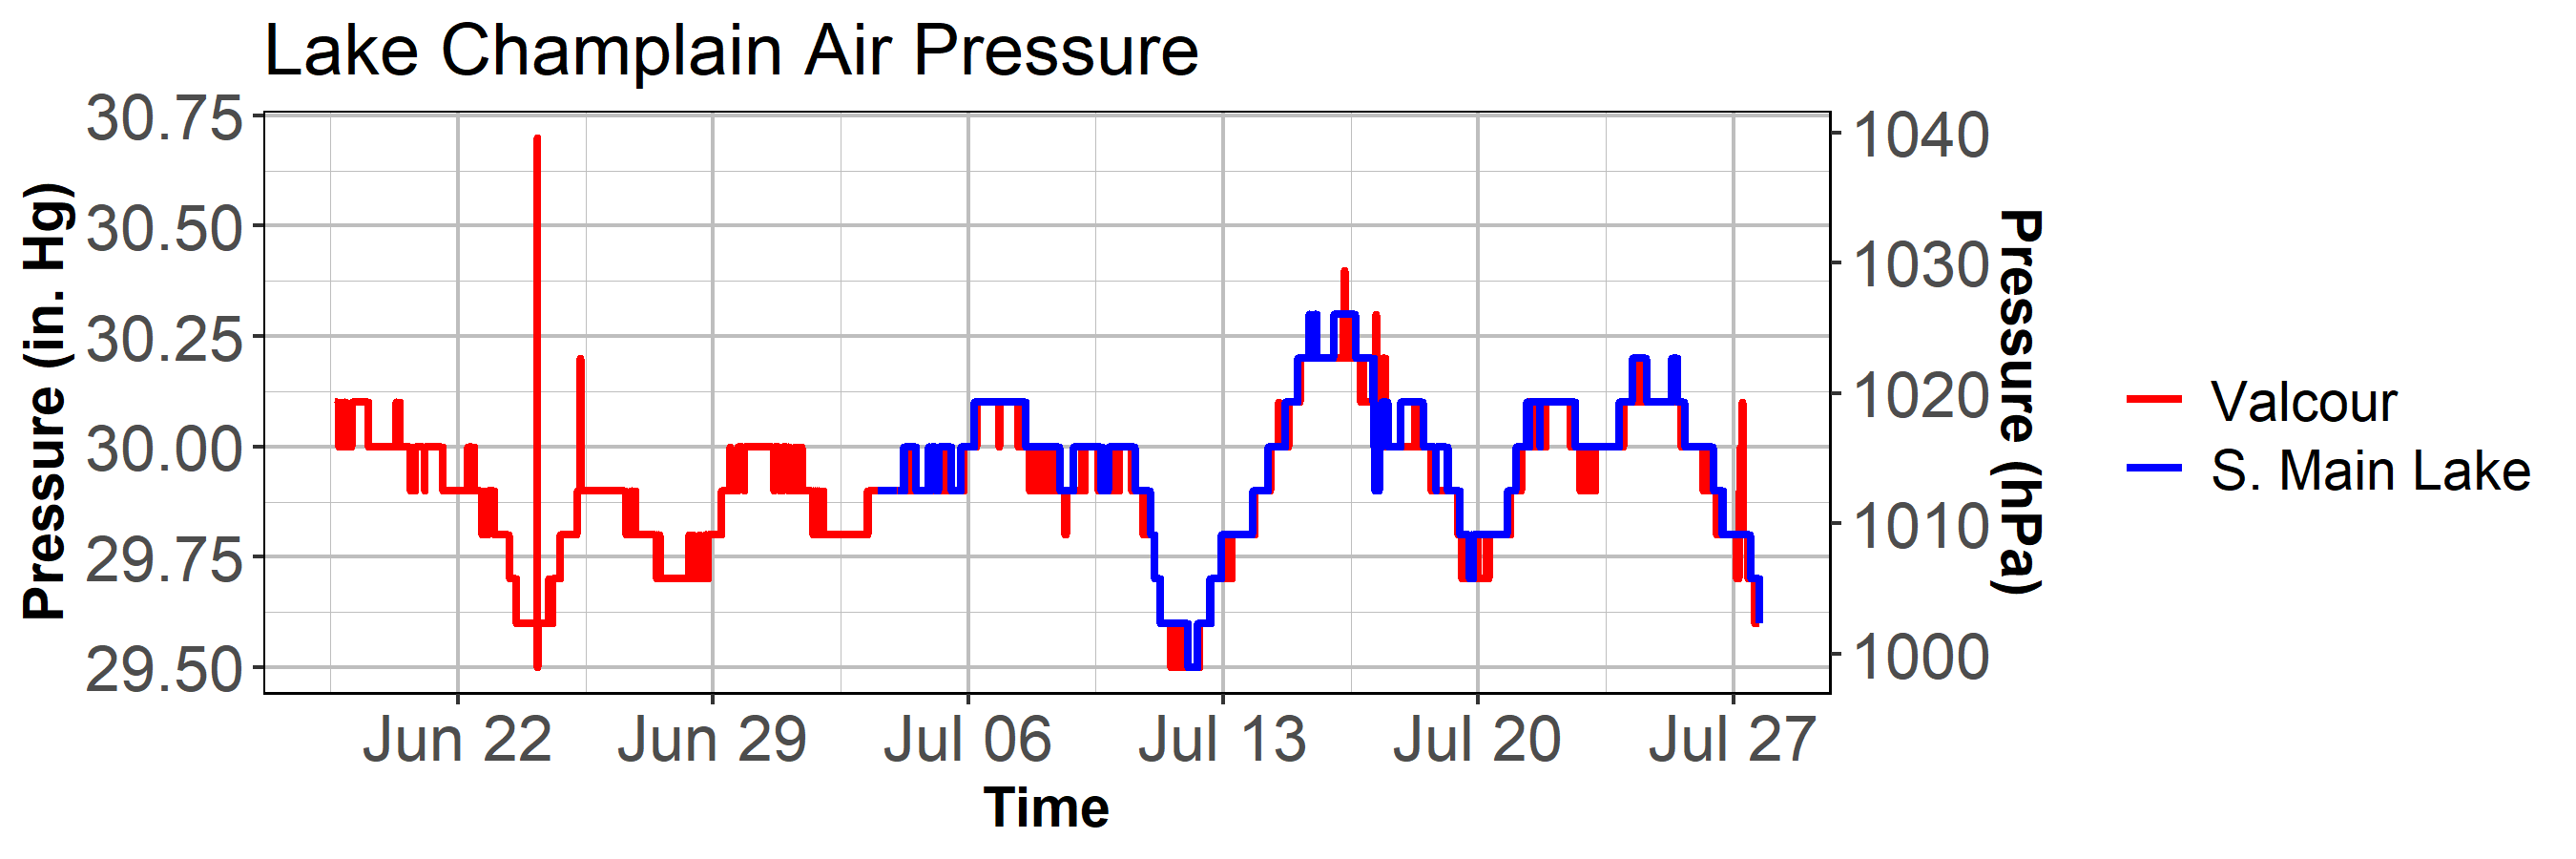 Lake Champlain Air Pressure
Pressure (in. Hg)
30.75
30.50
30.25
30.00
29.75
29.50
1040
1030
1020
1010
1000
Pressure (hPa)
Jun 22 Jun 29 Jul 06 Jul 13 Jul 20 Jul 27
Time
Valcour
S. Main Lake